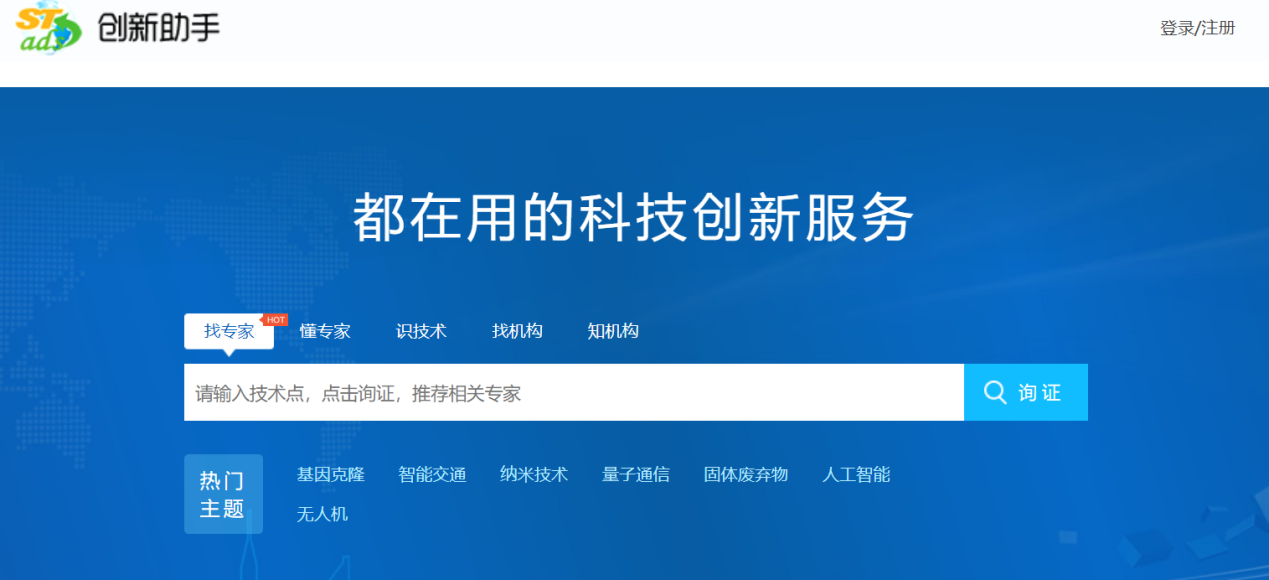 STads 创新助手
登录/注册
都在用的科技创新服务
找专家 HOT 懂专家 识技术 找机构 知机构
请输入技术点，点击询证，推荐相关专家 询证
热门
主题
基因克隆 智能交通 纳米技术 量子通信 固体废弃物 人工智能
无人机